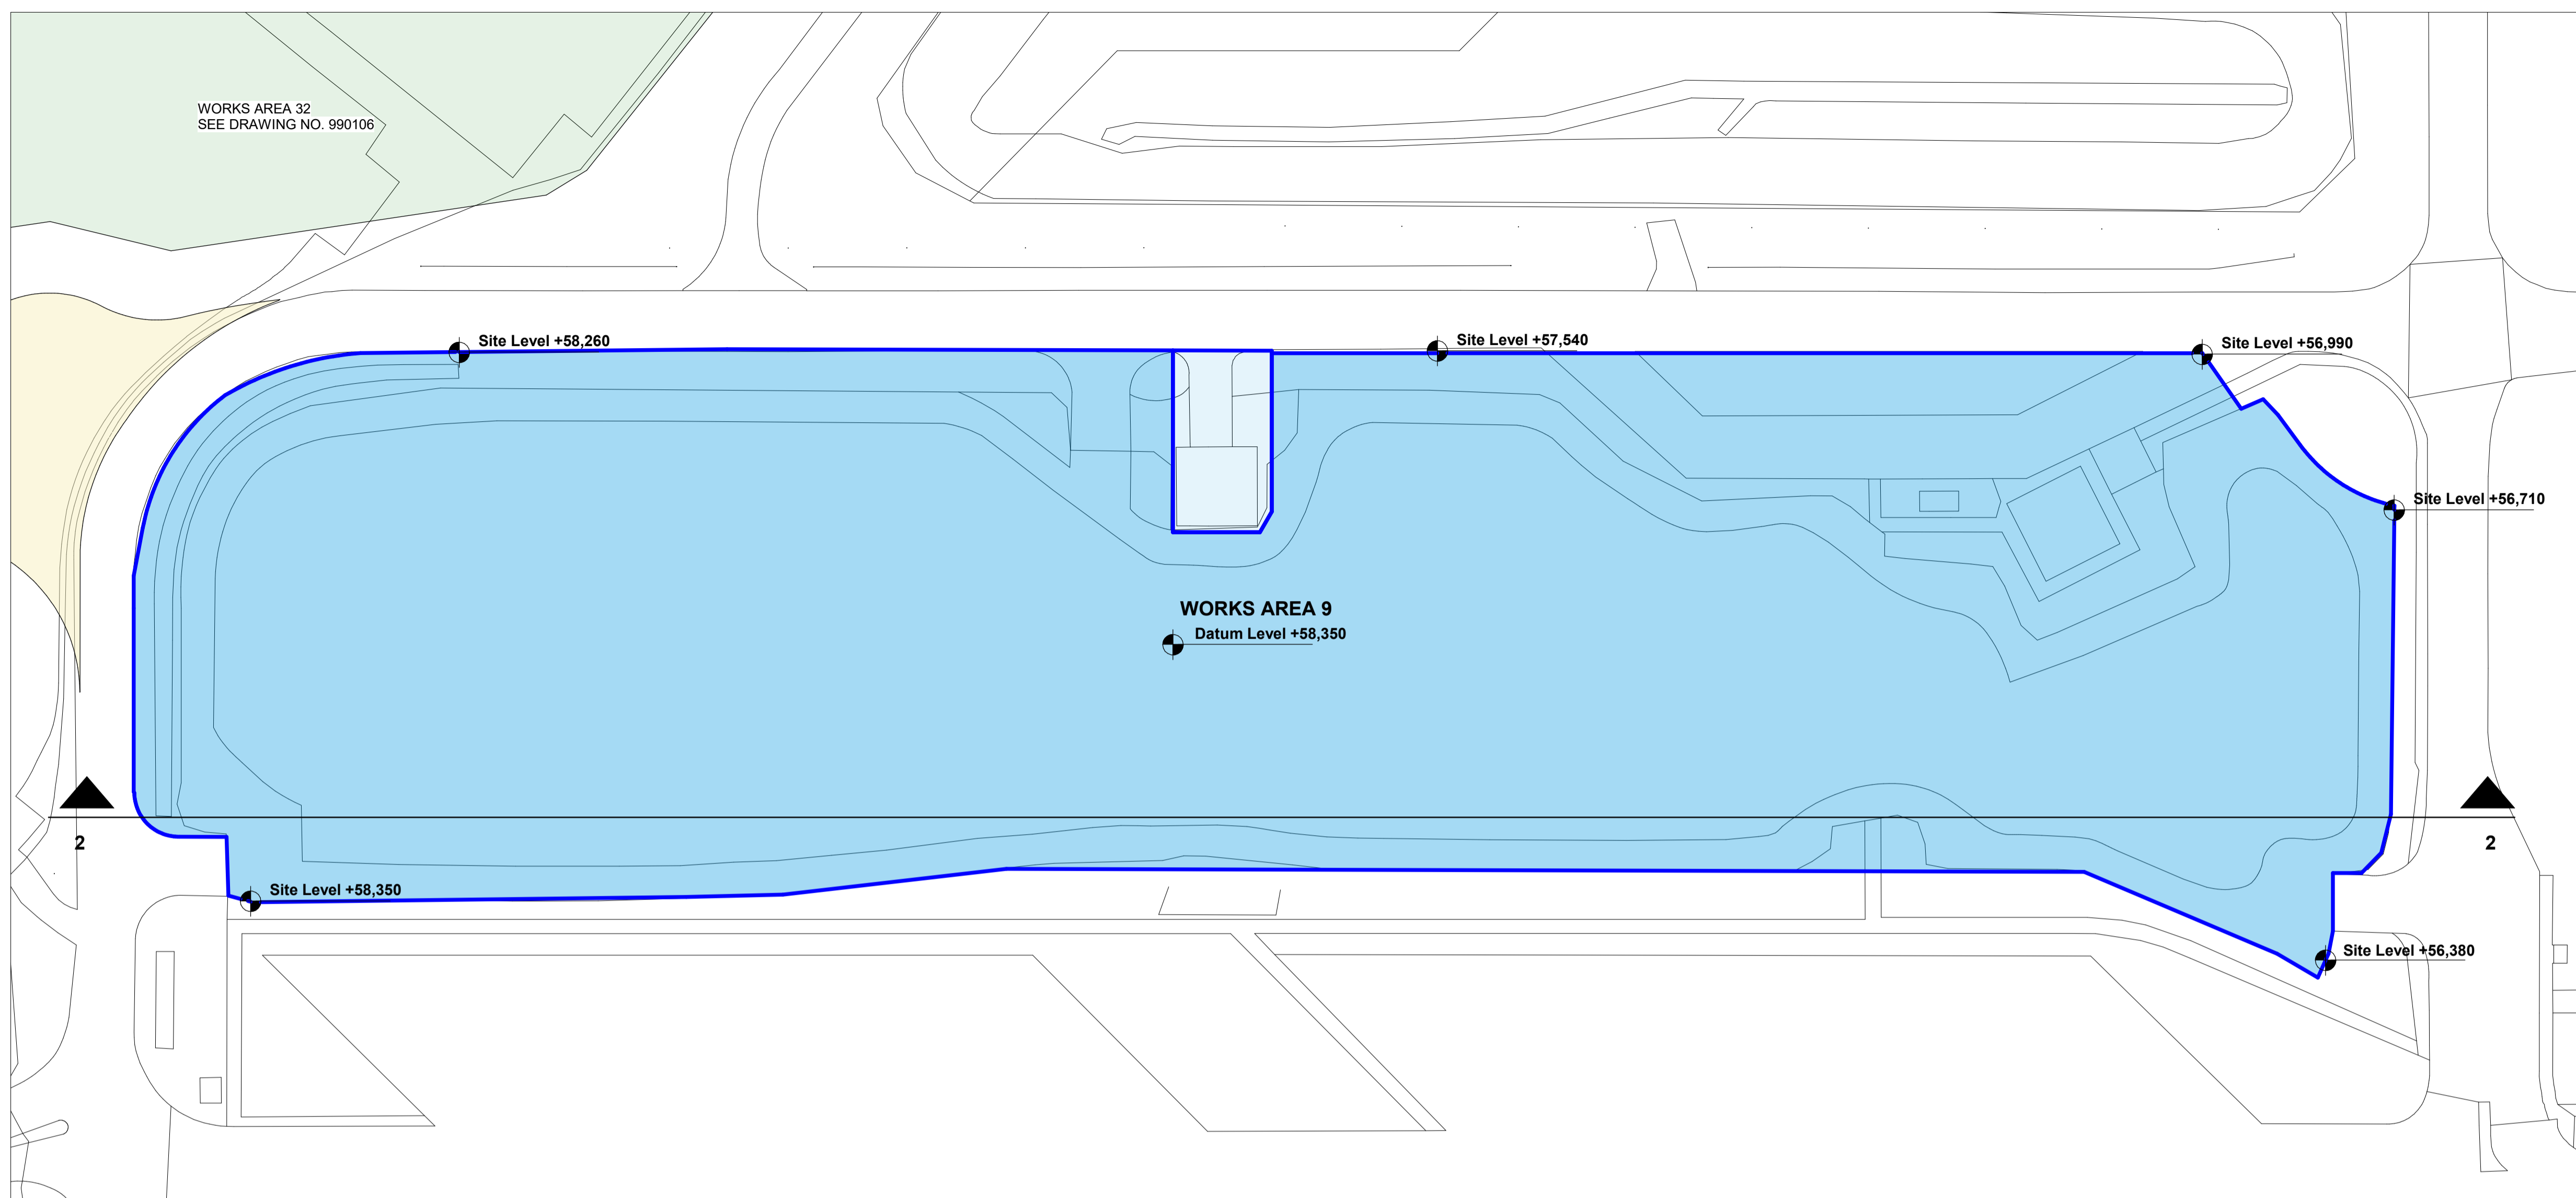 WORKS AREA 32
SEE DRAWING NO. 990106
Site Level +58,260
Site Level +57,540
Site Level +56,990
Site Level +56,710
WORKS AREA 9
Datum Level +58,350
2
2
Site Level +58,350
Site Level +56,380